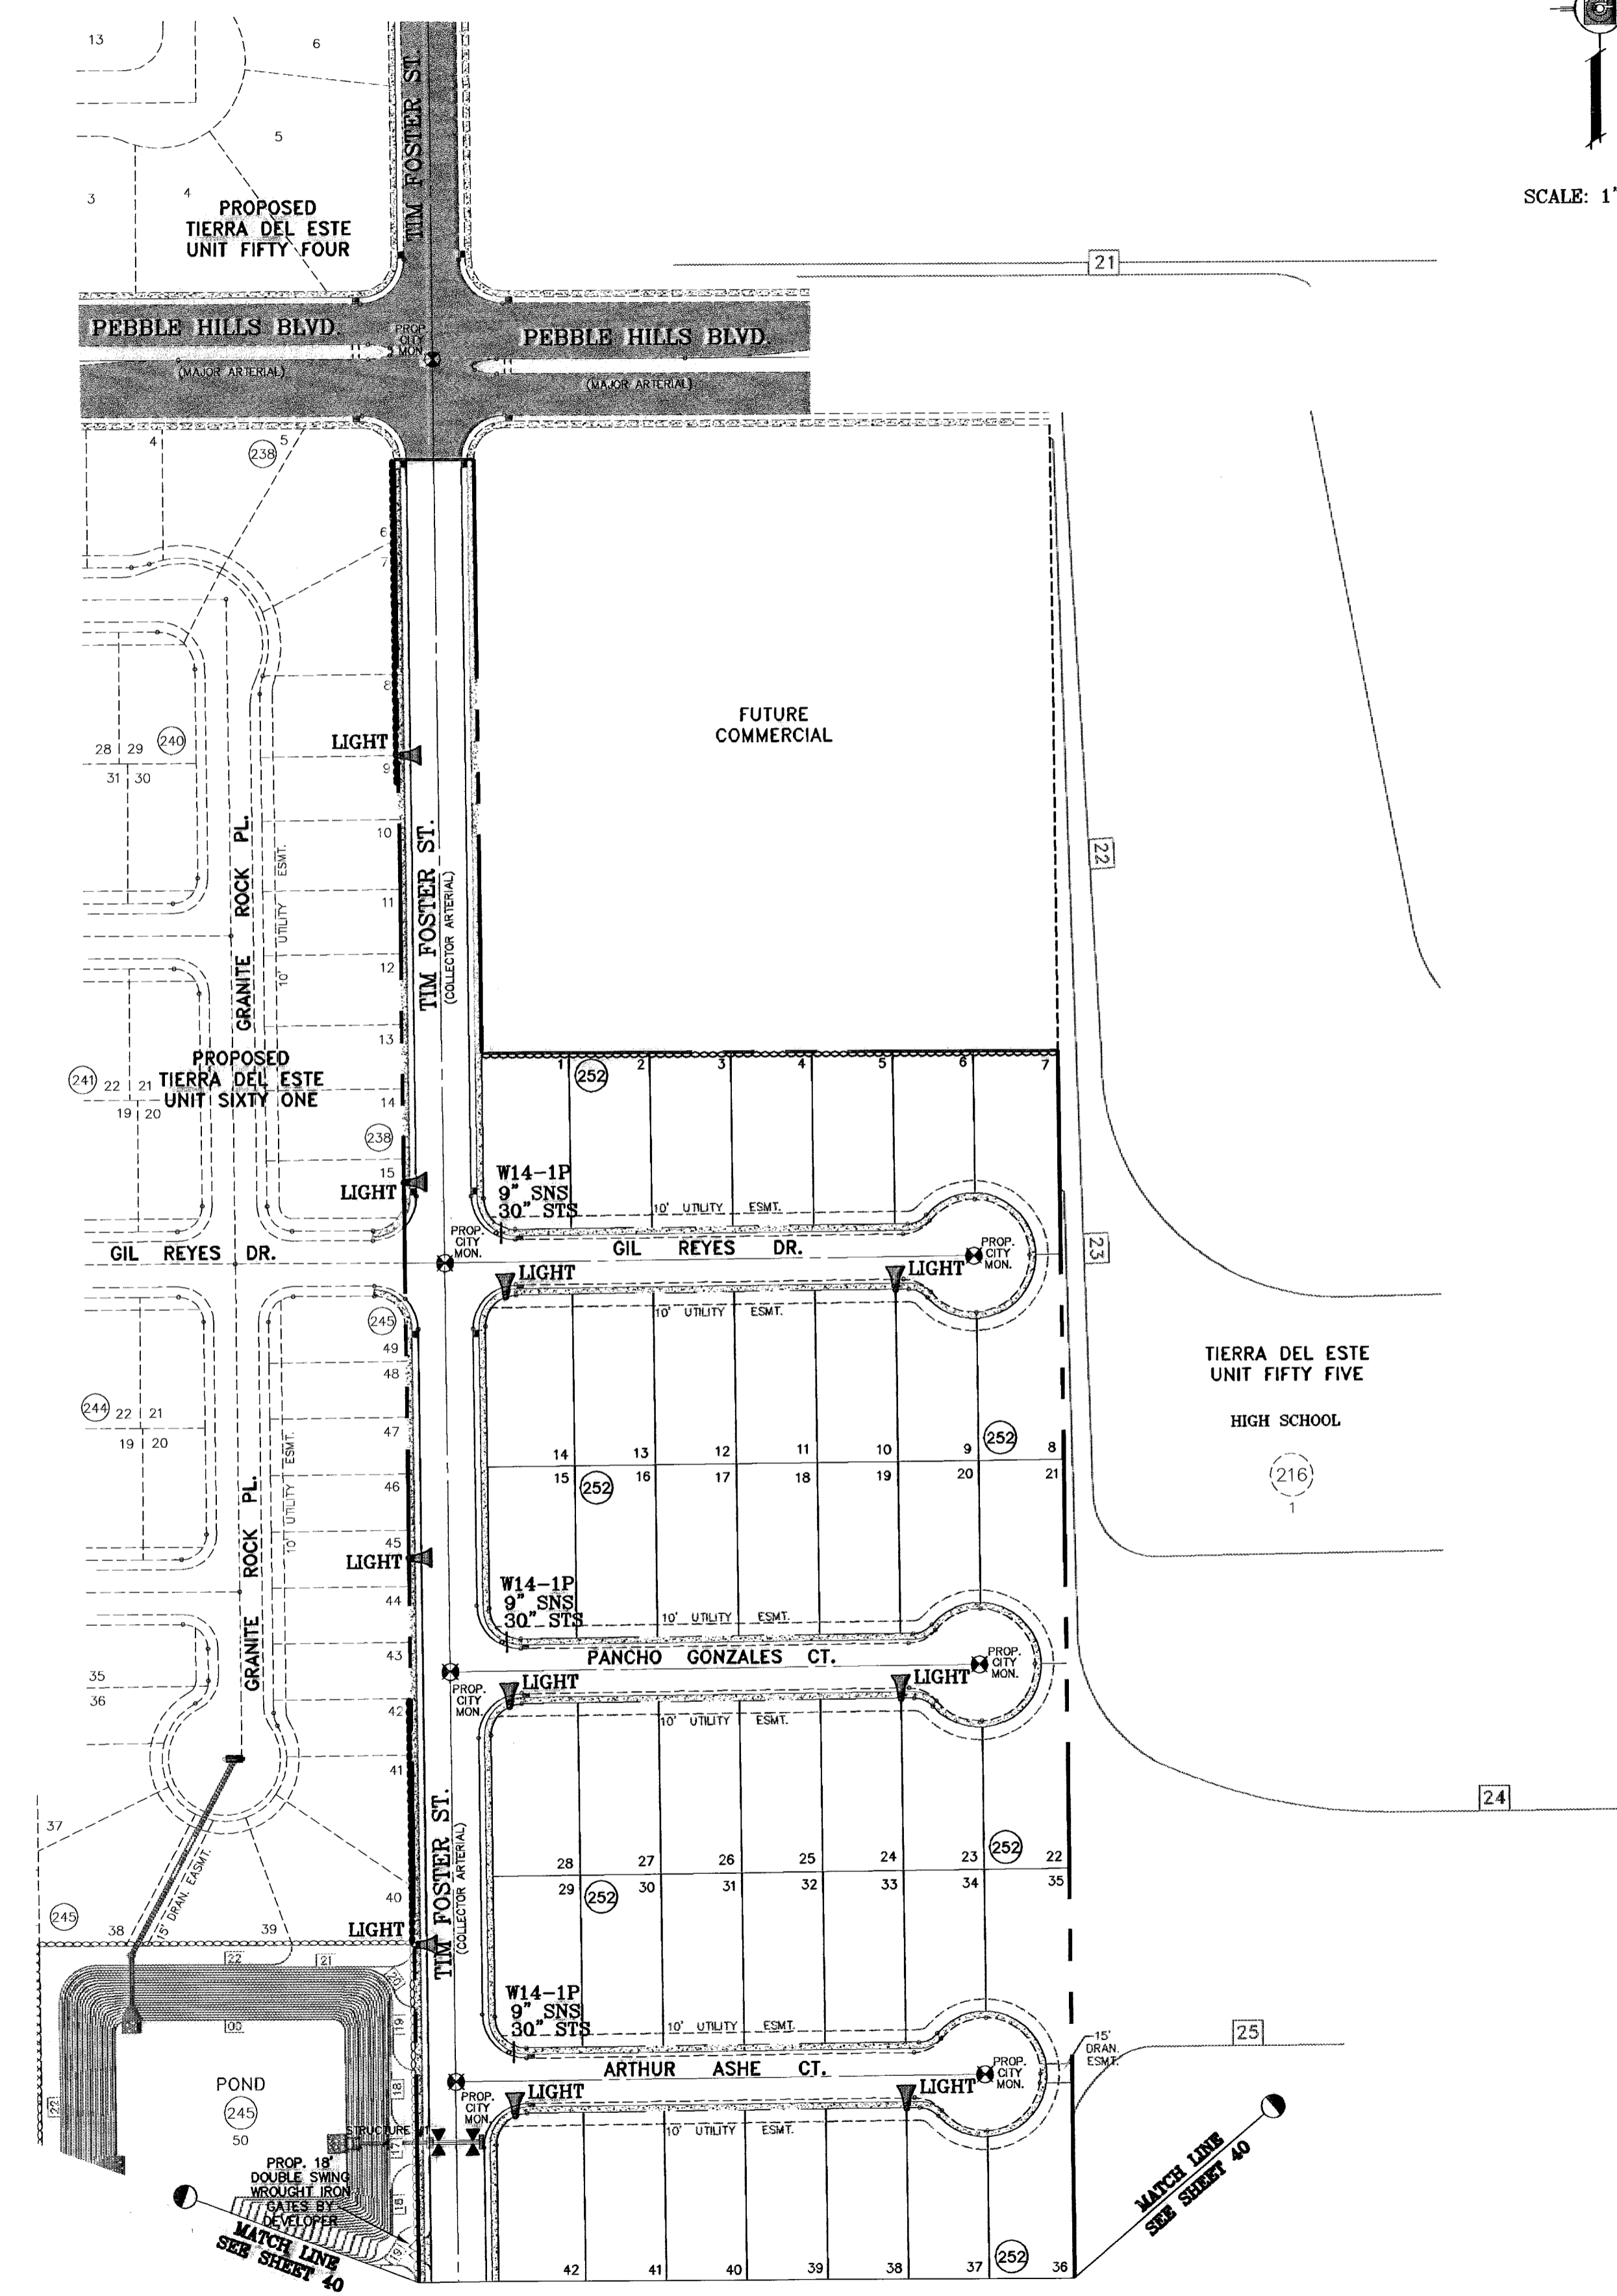 13
6
5
3
4
PROPOSED
TIERRA DEL ESTE
UNIT FIFTY FOUR
TIM FOSTER ST.
SCALE: 1"
21
PEBBLE HILLS BLVD.
(MAJOR ARTERIAL)
PROP.
CITY
MON.
PEBBLE HILLS BLVD.
(MAJOR ARTERIAL)
4
5
238
6
7
8
LIGHT
9
28
29
240
31
30
10
11
12
13
14
GRANITE ROCK PL.
10' UTILITY ESMT.
TIM FOSTER ST.
(COLLECTOR ARTERIAL)
FUTURE
COMMERCIAL
22
PROPOSED
TIERRA DEL ESTE
UNIT SIXTY ONE
241
22
21
19
20
238
15
LIGHT
1
252
2
3
4
5
6
7
W14-1P
9" SNS
30" STS
10' UTILITY ESMT.
GIL REYES DR.
PROP.
CITY
MON.
GIL REYES DR.
PROP.
CITY
MON.
23
LIGHT
LIGHT
10' UTILITY ESMT.
245
49
48
47
46
45
LIGHT
44
43
42
41
40
244
22
21
19
20
GRANITE ROCK PL.
10' UTILITY ESMT.
TIERRA DEL ESTE
UNIT FIFTY FIVE
HIGH SCHOOL
216
1
14
13
12
11
10
9
252
8
15
252
16
17
18
19
20
21
W14-1P
9" SNS
30" STS
10' UTILITY ESMT.
PANCHO GONZALES CT.
PROP.
CITY
MON.
PROP.
CITY
MON.
LIGHT
LIGHT
10' UTILITY ESMT.
35
36
37
15' DRAN. EASMT.
245
38
39
LIGHT
TIM FOSTER ST.
(COLLECTOR ARTERIAL)
24
28
27
26
25
24
23
252
22
29
252
30
31
32
33
34
35
22
21
20
19
00
18
22
17
18
19
POND
245
50
STRUCTURE #1
PROP. 18'
DOUBLE SWING
WROUGHT IRON
GATES BY
DEVELOPER
MATCH LINE
SEE SHEET 40
W14-1P
9" SNS
30" STS
10' UTILITY ESMT.
ARTHUR ASHE CT.
PROP.
CITY
MON.
PROP.
CITY
MON.
15'
DRAN.
ESMT.
25
LIGHT
LIGHT
10' UTILITY ESMT.
MATCH LINE
SEE SHEET 40
42
41
40
39
38
37
252
36